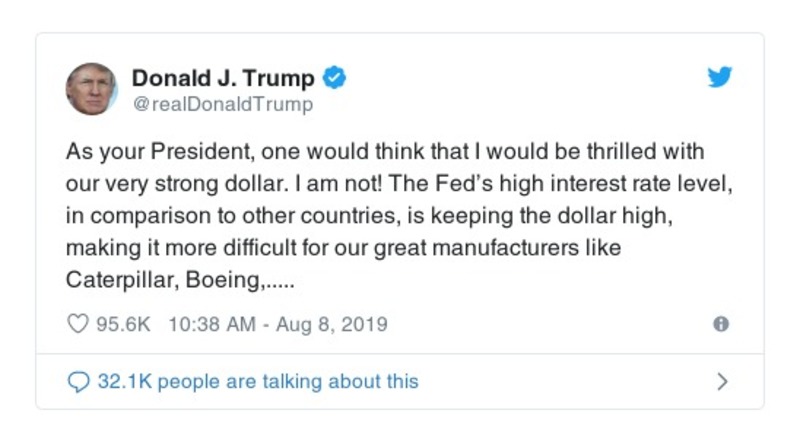 Donald J. Trump
@realDonaldTrump
As your President, one would think that I would be thrilled with
our very strong dollar. I am not! The Fed’s high interest rate level,
in comparison to other countries, is keeping the dollar high,
making it more difficult for our great manufacturers like
Caterpillar, Boeing,.....
95.6K 10:38 AM - Aug 8, 2019
32.1K people are talking about this